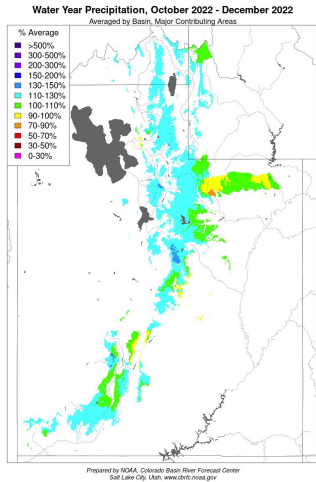 Water Year Precipitation, October 2022 - December 2022
Averaged by Basin, Major Contributing Areas
% Average
>500%
300-500%
200-300%
150-200%
130-150%
110-130%
100-110%
90-100%
70-90%
50-70%
30-50%
0-30%
Prepared by NOAA, Colorado Basin River Forecast Center
Salt Lake City, Utah, www.cbrfc.noaa.gov